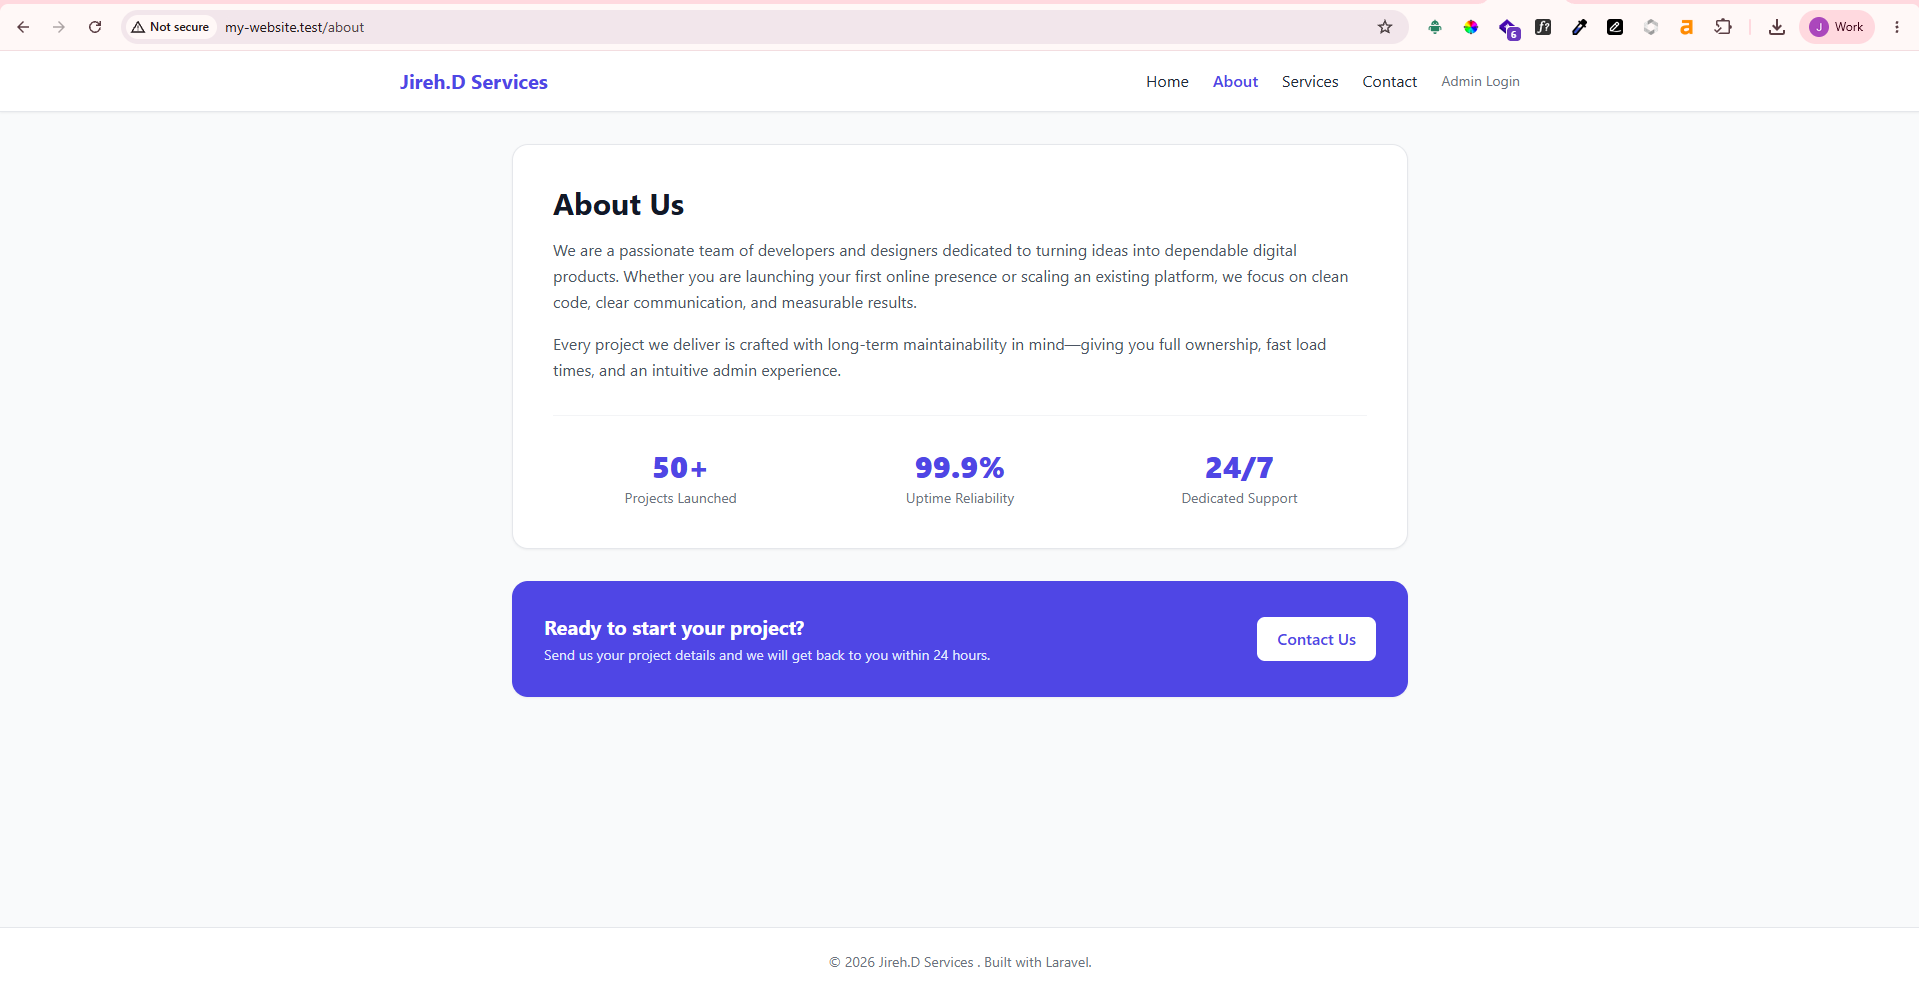 Not secure
my-website.test/about
6
f?
a
J
Work
Jireh.D Services
Home
About
Services
Contact
Admin Login
About Us
We are a passionate team of developers and designers dedicated to turning ideas into dependable digital
products. Whether you are launching your first online presence or scaling an existing platform, we focus on clean
code, clear communication, and measurable results.
Every project we deliver is crafted with long-term maintainability in mind—giving you full ownership, fast load
times, and an intuitive admin experience.
50+
99.9%
24/7
Projects Launched
Uptime Reliability
Dedicated Support
Ready to start your project?
Send us your project details and we will get back to you within 24 hours.
Contact Us
© 2026 Jireh.D Services . Built with Laravel.